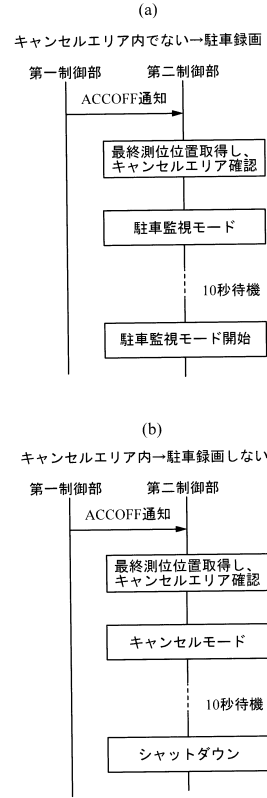 (a)
キャンセルエリア内でない→駐車録画
第一制御部
第二制御部
ACCOFF通知
最終測位位置取得し、
キャンセルエリア確認
駐車監視モード
10秒待機
駐車監視モード開始
(b)
キャンセルエリア内→駐車録画しない
第一制御部
第二制御部
ACCOFF通知
最終測位位置取得し、
キャンセルエリア確認
キャンセルモード
10秒待機
シャットダウン